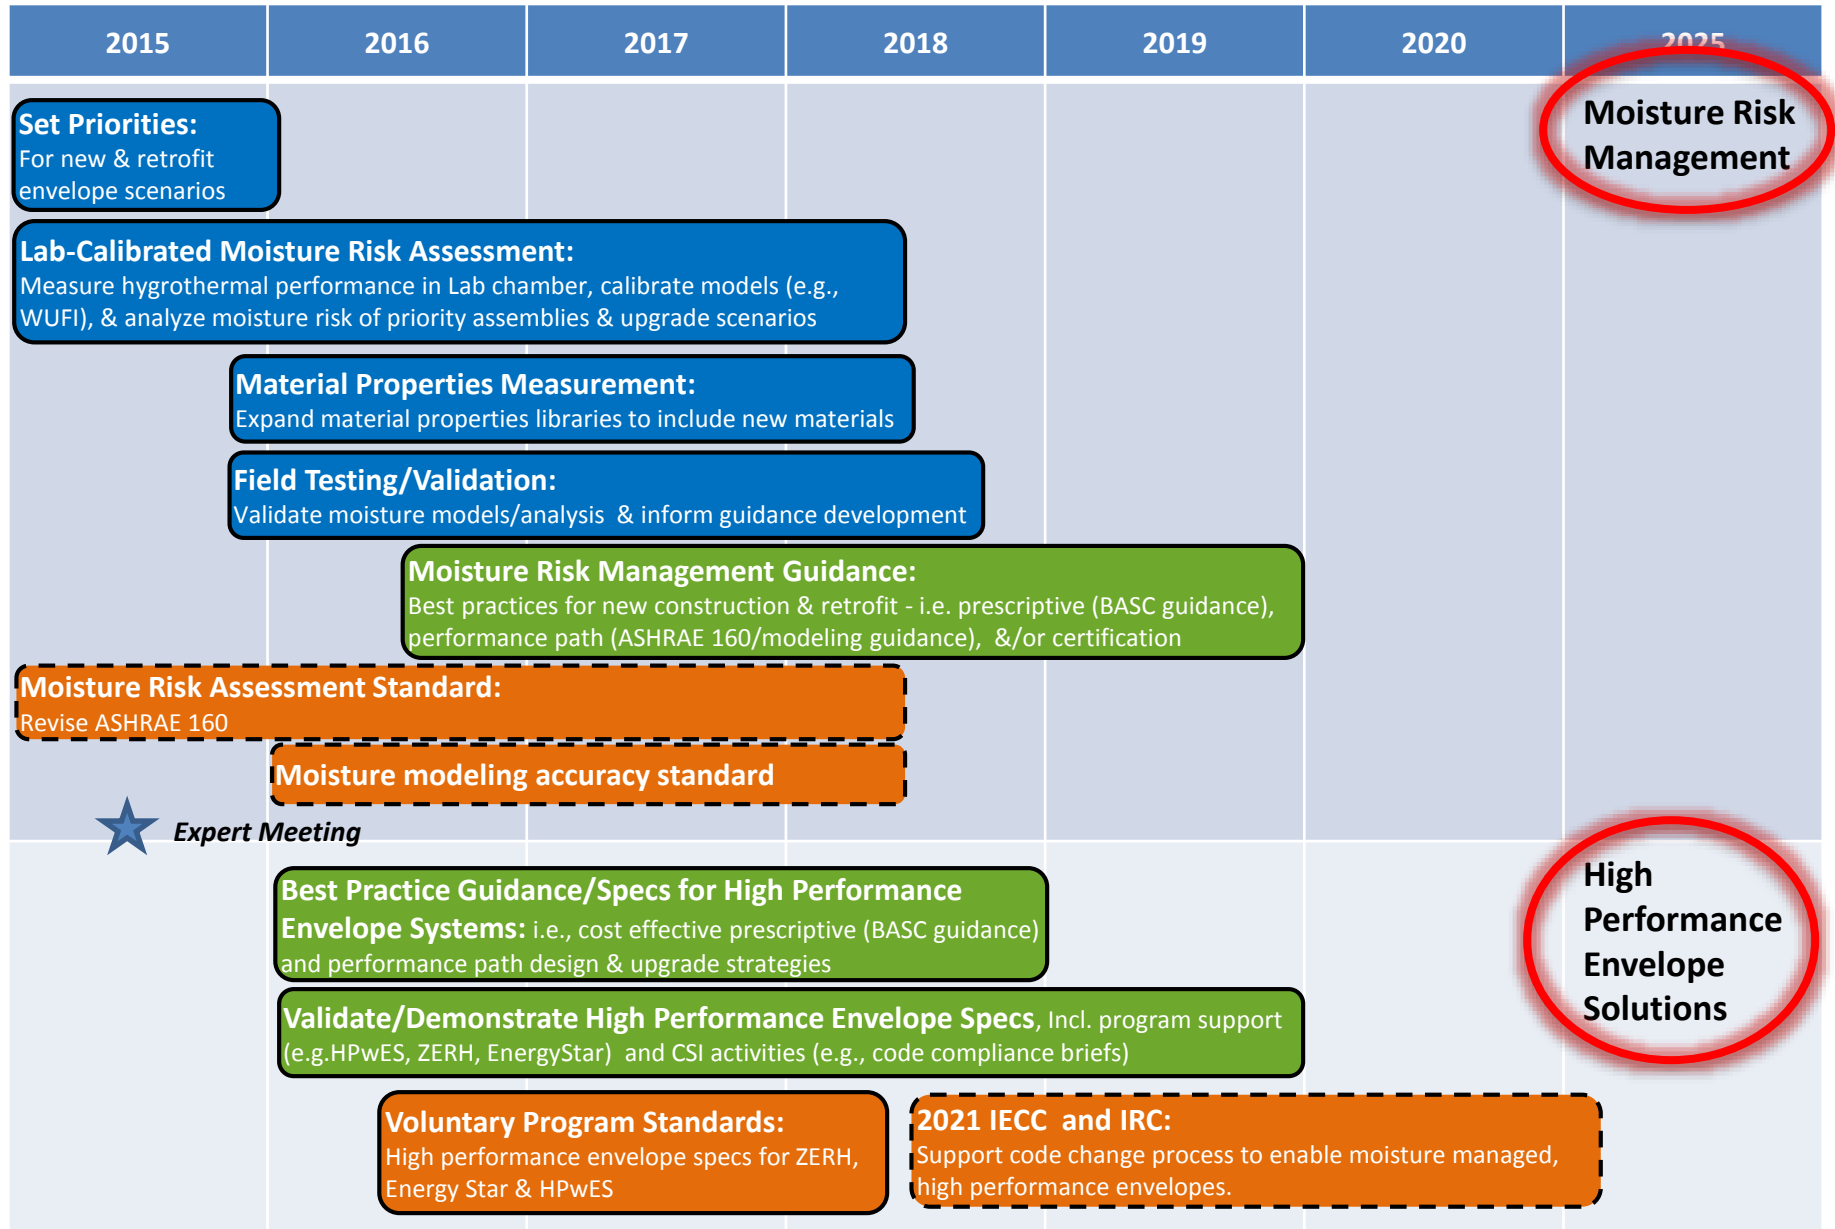 2015 2016 2017 2018 2019 2020 2025
Moisture Risk
Management
Set Priorities:
For new & retrofit
envelope scenarios
Lab-Calibrated Moisture Risk Assessment:
Measure hygrothermal performance in Lab chamber, calibrate models (e.g.,
WUFI), & analyze moisture risk of priority assemblies & upgrade scenarios
Material Properties Measurement:
Expand material properties libraries to include new materials
Field Testing/Validation:
Validate moisture models/analysis & inform guidance development
Moisture Risk Management Guidance:
Best practices for new construction & retrofit - i.e. prescriptive (BASC guidance),
performance path (ASHRAE 160/modeling guidance), &/or certification
Moisture Risk Assessment Standard:
Revise ASHRAE 160
Moisture modeling accuracy standard
Expert Meeting
High
Performance
Envelope
Solutions
Best Practice Guidance/Specs for High Performance
Envelope Systems: i.e., cost effective prescriptive (BASC guidance)
and performance path design & upgrade strategies
Validate/Demonstrate High Performance Envelope Specs, Incl. program support
(e.g.HPwES, ZERH, EnergyStar) and CSI activities (e.g., code compliance briefs)
Voluntary Program Standards:
High performance envelope specs for ZERH,
Energy Star & HPwES
2021 IECC and IRC:
Support code change process to enable moisture managed,
high performance envelopes.